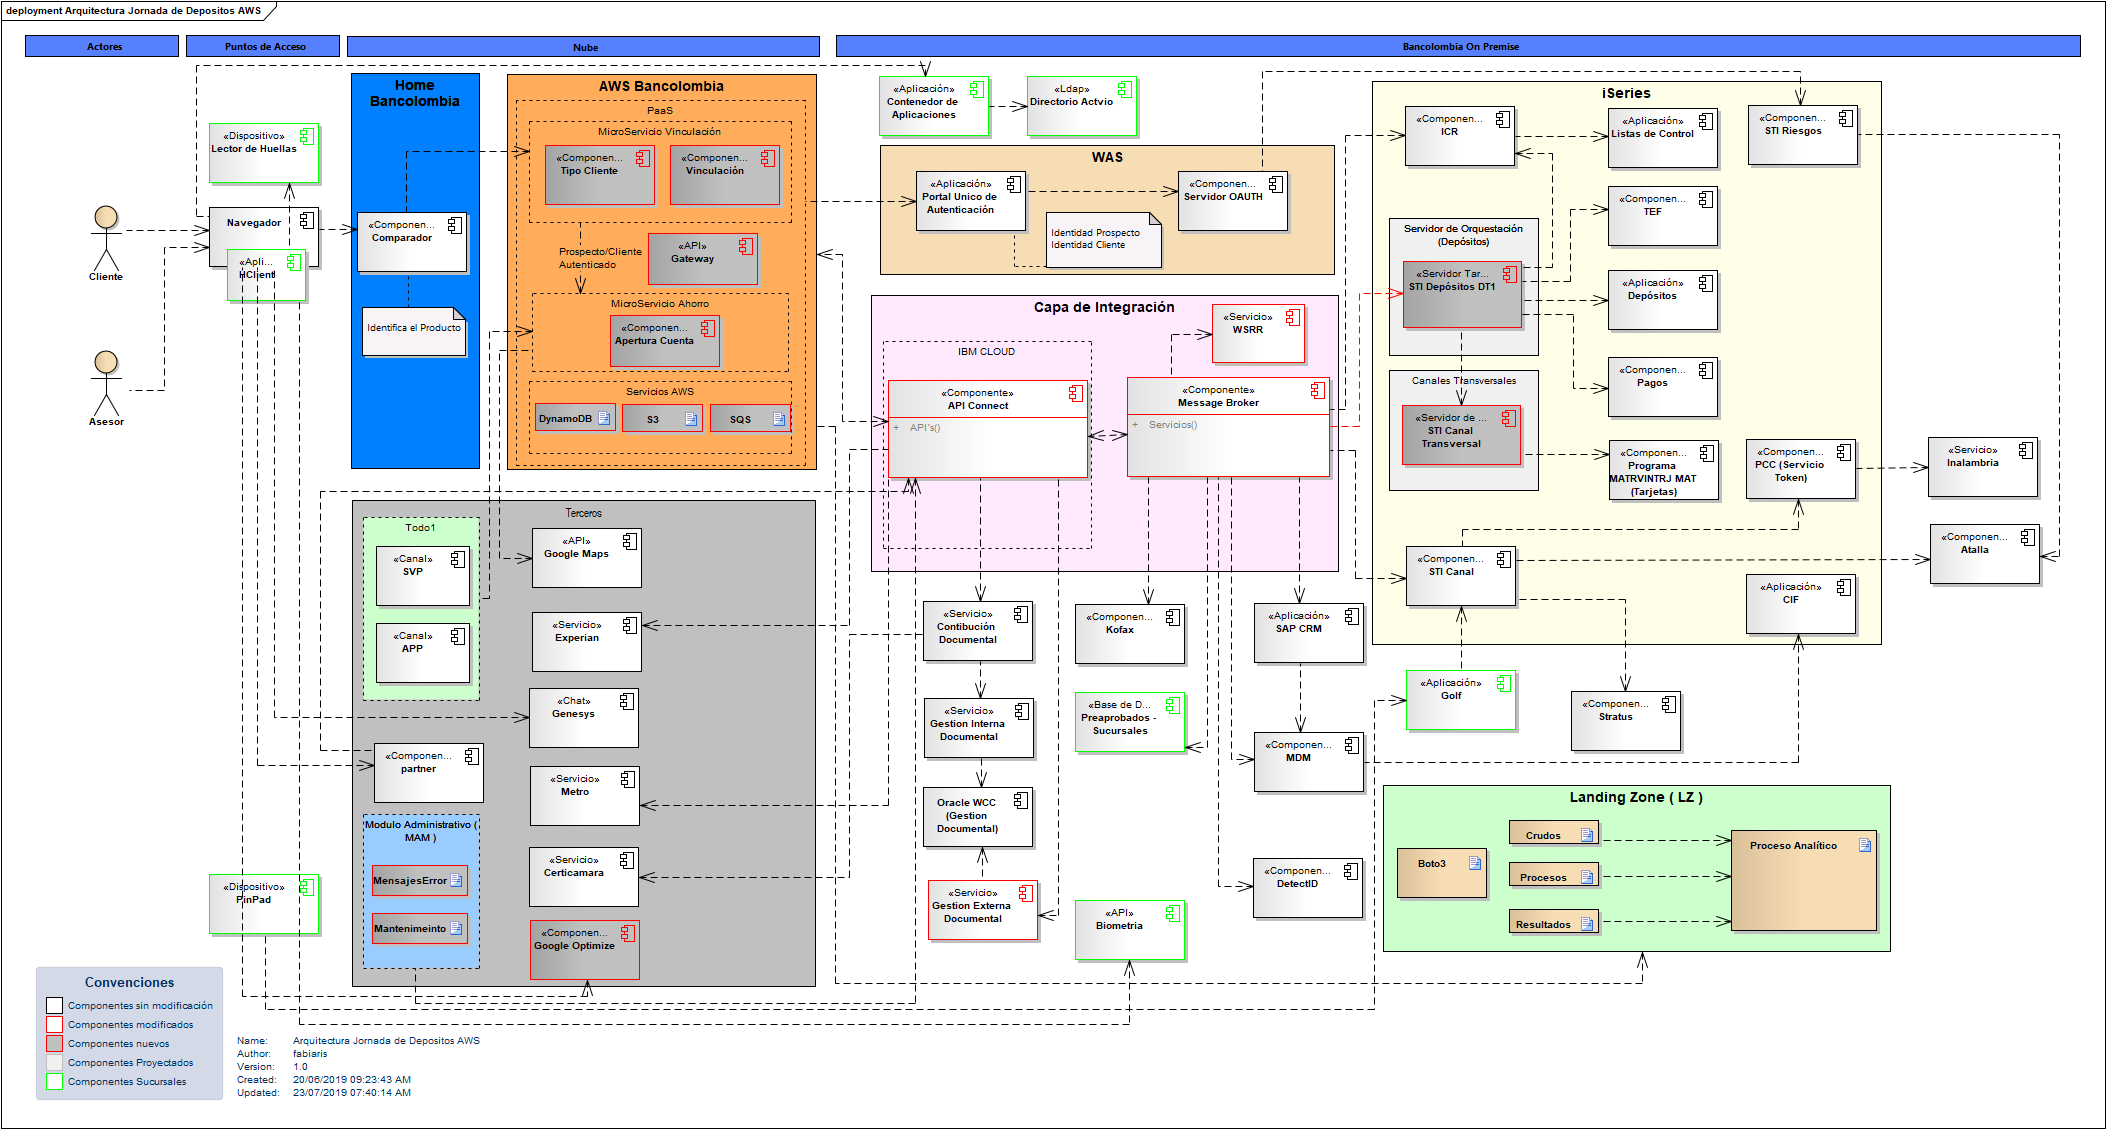 deployment Arquitectura Jornada de Depositos AWS
Actores
Puntos de Acceso
Nube
Bancolombia On Premise
Cliente
Asesor
«Dispositivo»
Lector de Huellas
Navegador
«Apli...
HClient
«Dispositivo»
PinPad
Home
Bancolombia
«Componen...
Comparador
Identifica el Producto
AWS Bancolombia
PaaS
MicroServicio Vinculación
«Componen...
Tipo Cliente
«Componen...
Vinculación
Prospecto/Cliente
Autenticado
«API»
Gateway
MicroServicio Ahorro
«Componen...
Apertura Cuenta
Servicios AWS
DynamoDB
S3
SQS
Terceros
Todo1
«Canal»
SVP
«Canal»
APP
«Componen...
partner
Modulo Administrativo (
MAM )
MensajesError
Mantenimeinto
«API»
Google Maps
«Servicio»
Experian
«Chat»
Genesys
«Servicio»
Metro
«Servicio»
Certicamara
«Componen...
Google Optimize
«Aplicación»
Contenedor de
Aplicaciones
«Ldap»
Directorio Actvio
WAS
«Aplicación»
Portal Unico de
Autenticación
Identidad Prospecto
Identidad Cliente
«Componen...
Servidor OAUTH
Capa de Integración
IBM CLOUD
«Componente»
API Connect
+ API´s()
«Servicio»
WSRR
«Componente»
Message Broker
+ Servicios()
«Servicio»
Contibución
Documental
«Servicio»
Gestion Interna
Documental
Oracle WCC
(Gestion
Documental)
«Servicio»
Gestion Externa
Documental
«Componen...
Kofax
«Base de D...
Preaprobados -
Sucursales
«API»
Biometria
«Aplicación»
SAP CRM
«Componen...
MDM
«Componen...
DetectID
iSeries
«Componen...
ICR
«Aplicación»
Listas de Control
«Componen...
STI Riesgos
«Componen...
TEF
Servidor de Orquestación
(Depósitos)
«Servidor Tar...
STI Depósitos DT1
«Aplicación»
Depósitos
«Componen...
Pagos
Canales Transversales
«Servidor de ...
STI Canal
Transversal
«Componen...
Programa
MATRVINTRJ MAT
(Tarjetas)
«Componen...
PCC (Servicio
Token)
«Servicio»
Inalambria
«Componen...
STI Canal
«Componen...
Atalla
«Aplicación»
CIF
«Aplicación»
Golf
«Componen...
Stratus
Landing Zone ( LZ )
Boto3
Crudos
Procesos
Resultados
Proceso Analítico
Convenciones
Componentes sin modificación
Componentes modificados
Componentes nuevos
Componentes Proyectados
Componentes Sucursales
Name: Arquitectura Jornada de Depositos AWS
Author: fabiaris
Version: 1.0
Created: 20/06/2019 09:23:43 AM
Updated: 23/07/2019 07:40:14 AM